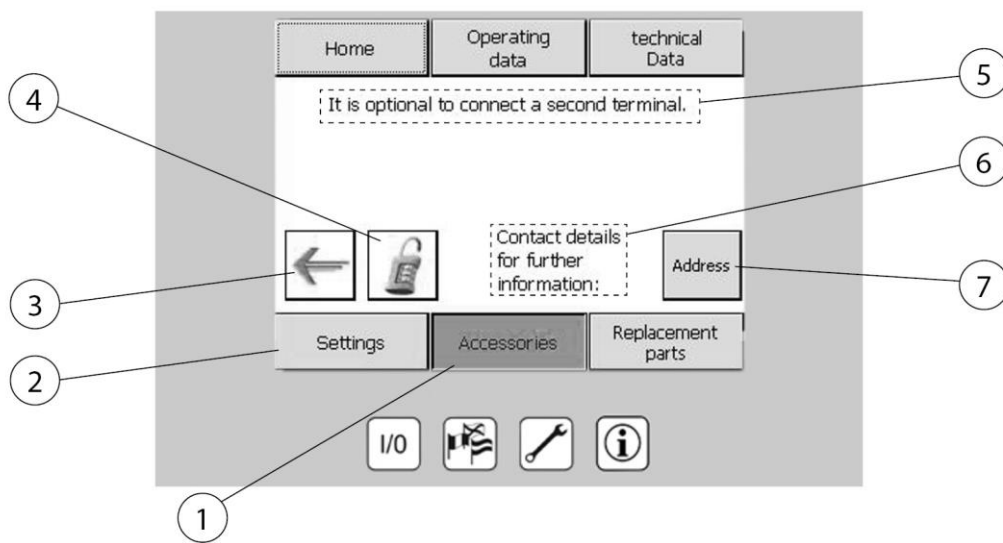 Home
Operating
data
technical
Data
4
5
It is optional to connect a second terminal.
6
Contact details
for further
information:
Address
3
7
Settings
Accessories
Replacement
parts
2
I/0
1